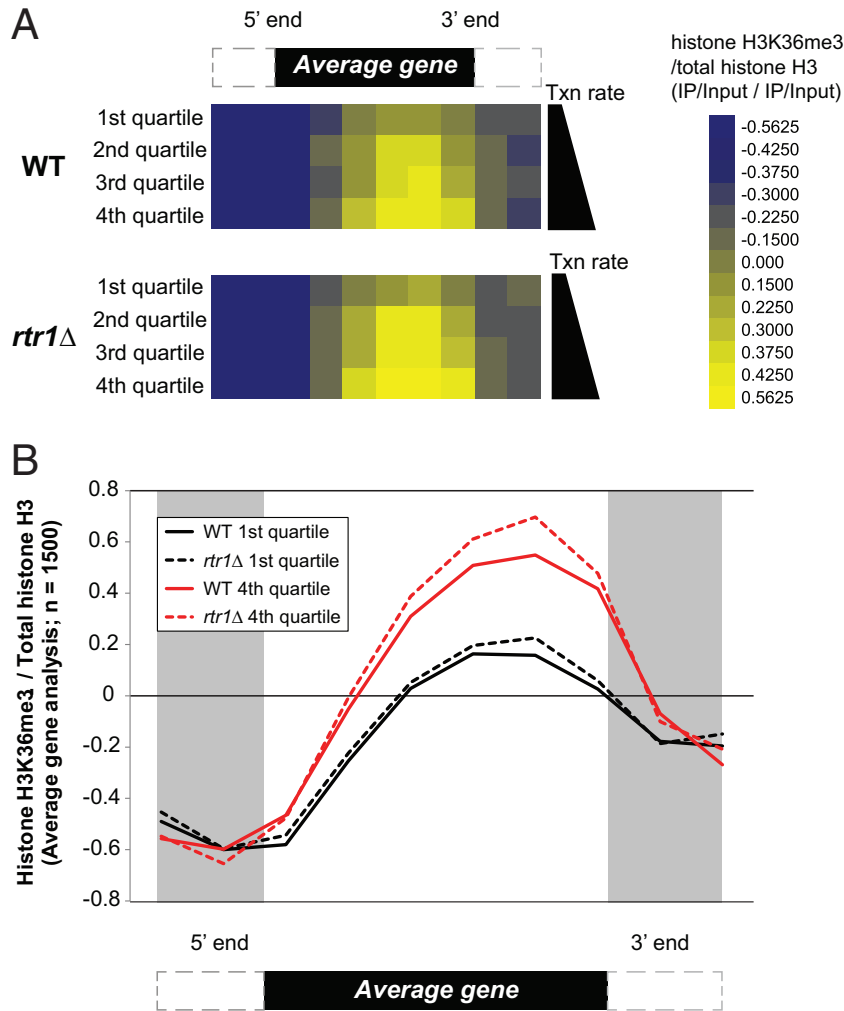 A
5’ end
3’ end
Average gene
histone H3K36me3
/total histone H3
(IP/Input / IP/Input)
Txn rate
WT
1st quartile
2nd quartile
3rd quartile
4th quartile
Txn rate
rtr1Δ
1st quartile
2nd quartile
3rd quartile
4th quartile
-0.5625
-0.4250
-0.3750
-0.3000
-0.2250
-0.1500
0.000
0.1500
0.2250
0.3000
0.3750
0.4250
0.5625
B
Histone H3K36me3 / Total histone H3
(Average gene analysis; n = 1500)
0.8
0.6
0.4
0.2
0
-0.2
-0.4
-0.6
-0.8
WT 1st quartile
rtr1Δ 1st quartile
WT 4th quartile
rtr1Δ 4th quartile
5’ end
3’ end
Average gene